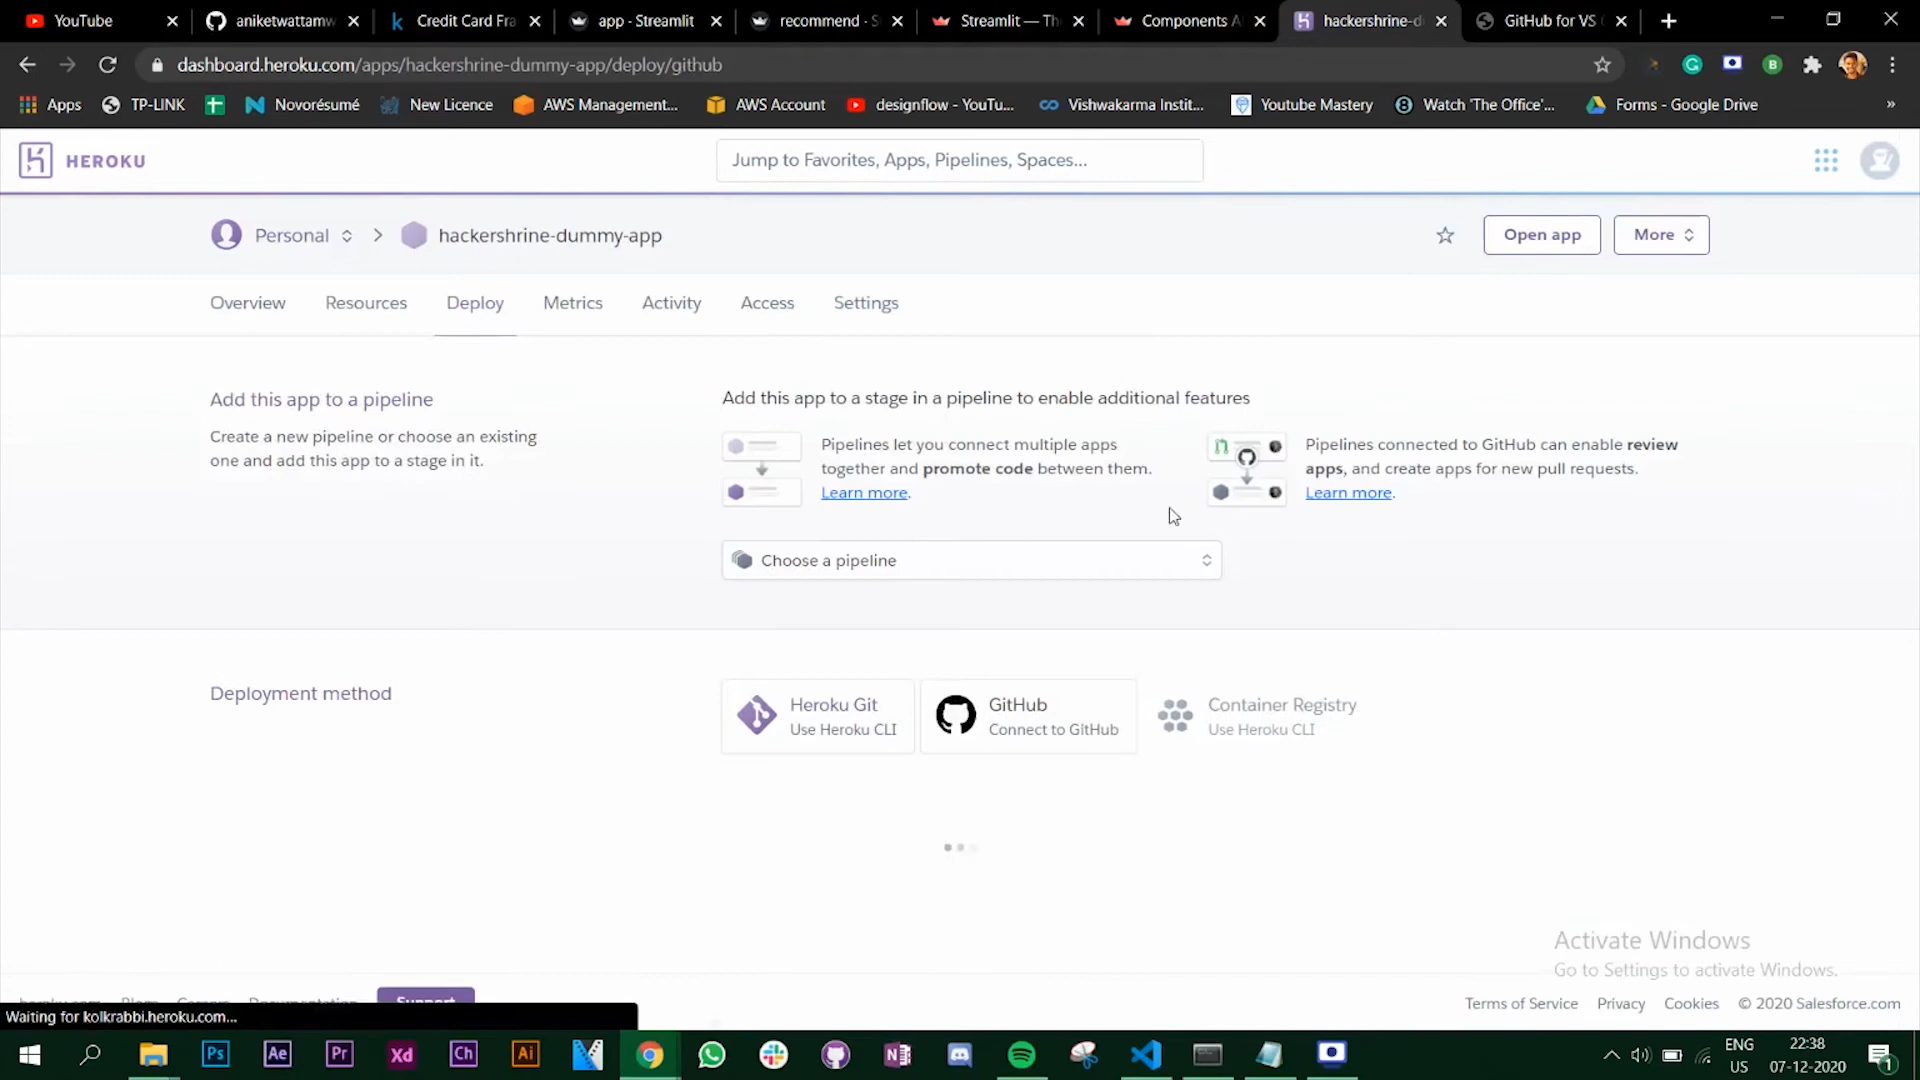 YouTube
aniketwattamw
Credit Card Fra
app · Streamlit
recommend · S
Streamlit — Th
Components A
hackershrine-d
GitHub for VS
dashboard.heroku.com/apps/hackershrine-dummy-app/deploy/github
Apps
TP-LINK
Novorésumé
New Licence
AWS Management...
AWS Account
designflow - YouTu...
Vishwakarma Instit...
Youtube Mastery
Watch 'The Office'...
Forms - Google Drive
»
HEROKU
Jump to Favorites, Apps, Pipelines, Spaces...
Personal
hackershrine-dummy-app
Open app
More
Overview
Resources
Deploy
Metrics
Activity
Access
Settings
Add this app to a pipeline
Create a new pipeline or choose an existing
one and add this app to a stage in it.
Add this app to a stage in a pipeline to enable additional features
Pipelines let you connect multiple apps
together and promote code between them.
Learn more.
Pipelines connected to GitHub can enable review
apps, and create apps for new pull requests.
Learn more.
Choose a pipeline
Deployment method
Heroku Git
Use Heroku CLI
GitHub
Connect to GitHub
Container Registry
Use Heroku CLI
Activate Windows
Go to Settings to activate Windows.
Support
Terms of Service
Privacy
Cookies
© 2020 Salesforce.com
Waiting for kolkrabbi.heroku.com...
Ps
Ae
Pr
Xd
Ch
Ai
ENG
US
22:38
07-12-2020
1